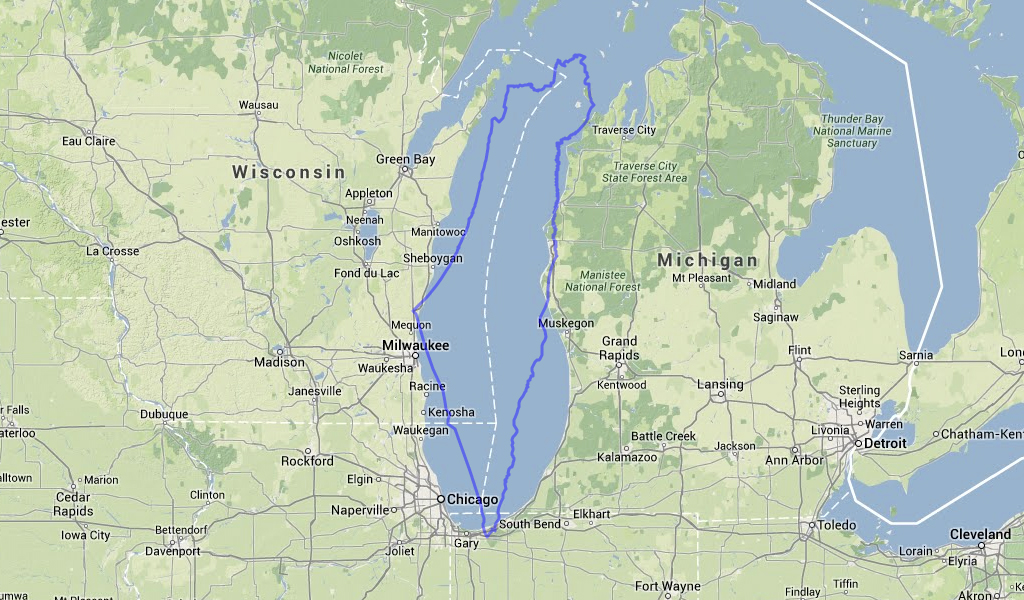 Nicolet
National Forest
Wausau
Eau Claire
Thunder Bay
National Marine
Sanctuary
Traverse City
Green Bay
Wisconsin
Traverse City
State Forest Area
Appleton
Neenah
Oshkosh
ester
Manitowoc
La Crosse
Sheboygan
Fond du Lac
Michigan
Mt Pleasant
Manistee
National Forest
Midland
Saginaw
Mequon
Muskegon
Milwaukee
Grand
Rapids
Flint
Sarnia
Madison
Waukesha
Kentwood
Lansing
Racine
Janesville
Sterling
Heights
r Falls
Dubuque
Kenosha
Warren
aterloo
Waukegan
Livonia
Detroit
Chatham-Kent
Battle Creek
Jackson
Kalamazoo
Ann Arbor
Rockford
Elgin
Marion
Cedar
Rapids
Clinton
Chicago
Naperville
Iowa City
Bettendorf
Davenport
South Bend
Elkhart
Toledo
Joliet
Gary
Cleveland
Lorain
Elyria
Fort Wayne
Findlay
Tiffin
Akron